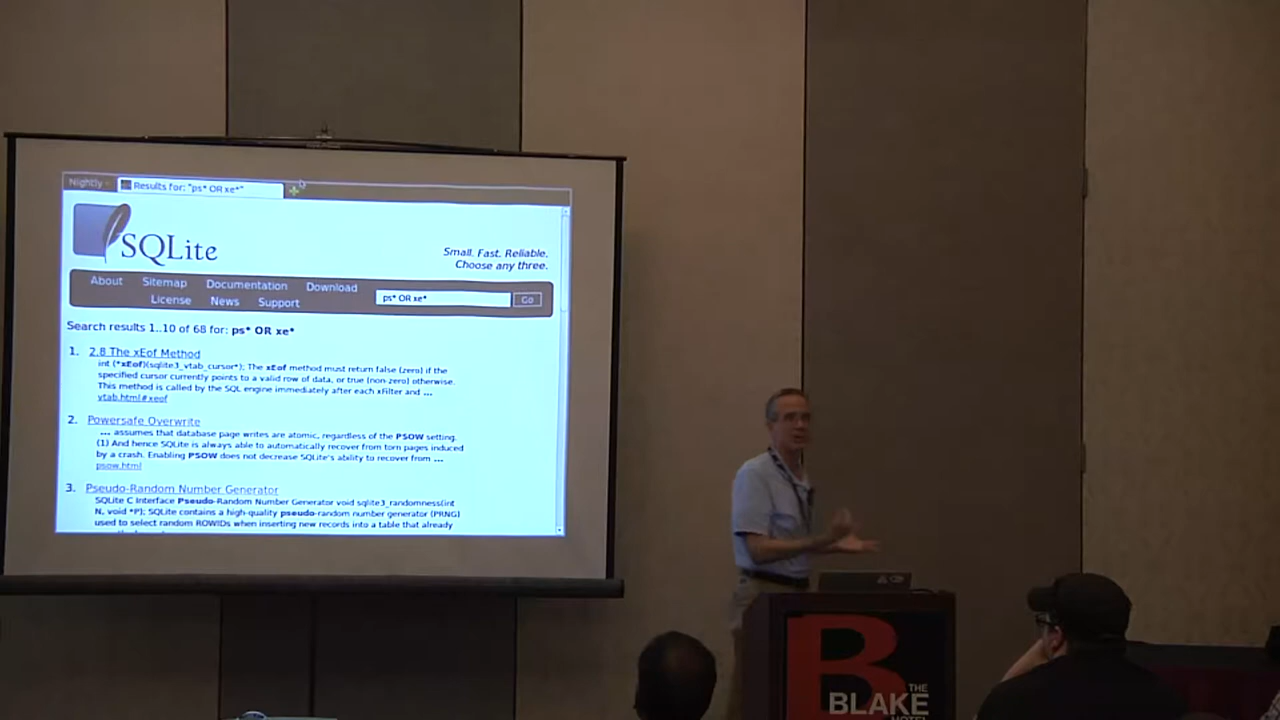 Nightly
Results for: "ps* OR xe*"
SQLite
Small. Fast. Reliable.
Choose any three.
About Sitemap Documentation Download
License News Support
ps* OR xe*
Go
Search results 1..10 of 68 for: ps* OR xe*
1. 2.8 The xEof Method
int (*xEof)(sqlite3_vtab_cursor*); The xEof method must return false (zero) if the
specified cursor currently points to a valid row of data, or true (non-zero) otherwise.
This method is called by the SQL engine immediately after each xFilter and ...
vtab.html#xeof
2. Powersafe Overwrite
... assumes that database page writes are atomic, regardless of the PSOW setting.
(1) And hence SQLite is always able to automatically recover from torn pages induced
by a crash. Enabling PSOW does not decrease SQLite's ability to recover from ...
psow.html
3. Pseudo-Random Number Generator
SQLite C Interface Pseudo-Random Number Generator void sqlite3_randomness(int
N, void *P); SQLite contains a high-quality pseudo-random number generator (PRNG)
used to select random ROWIDs when inserting new records into a table that already
B
THE
BLAKE
HOTEL